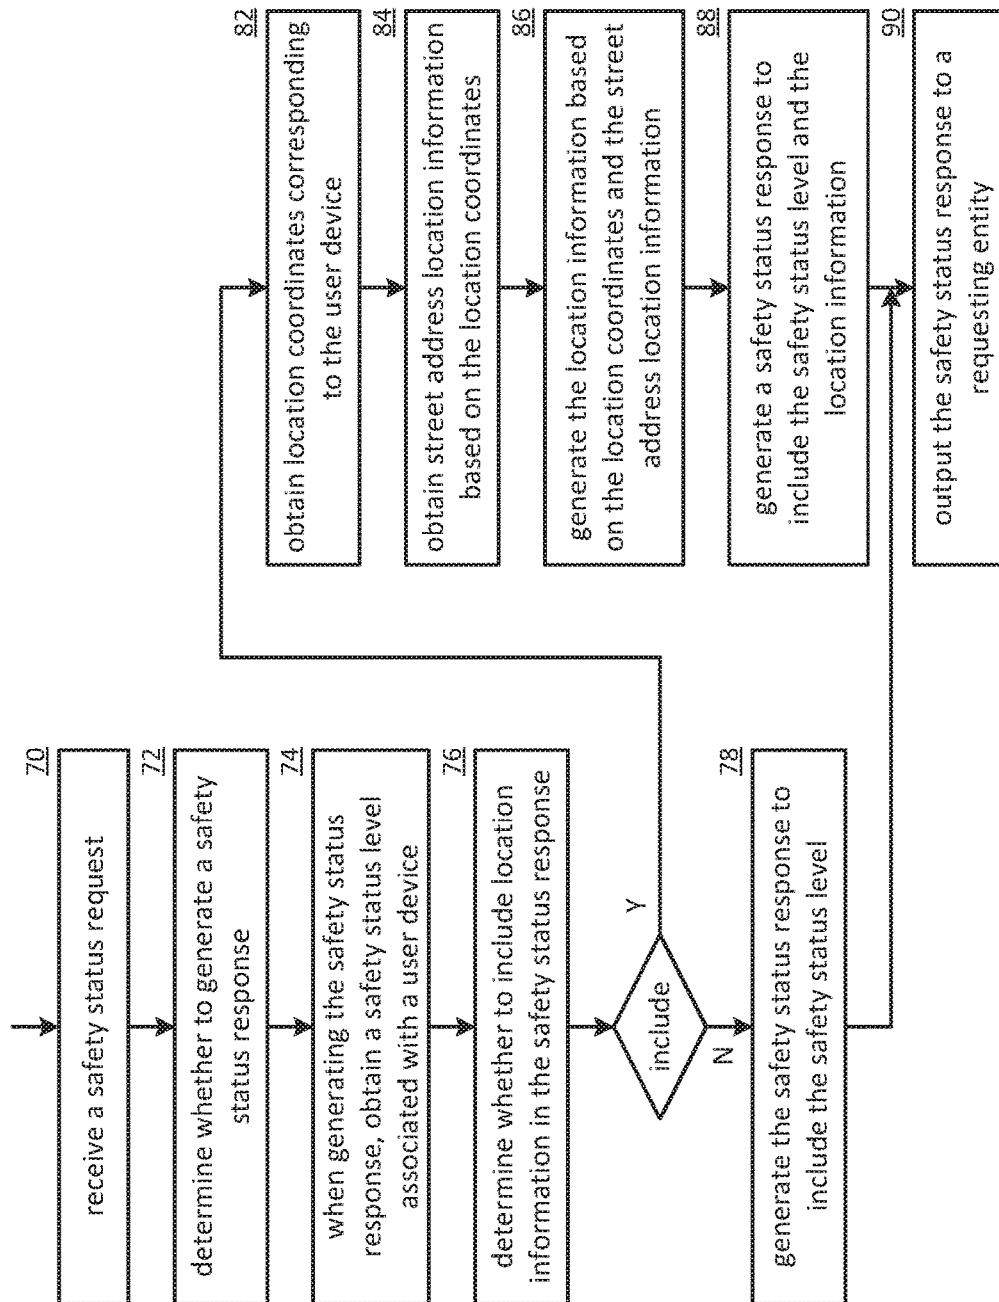 70
receive a safety status request
72
determine whether to generate a safety
status response
74
when generating the safety status
response, obtain a safety status level
associated with a user device
76
determine whether to include location
information in the safety status response
include
Y
N
78
generate the safety status response to
include the safety status level
82
obtain location coordinates corresponding
to the user device
84
obtain street address location information
based on the location coordinates
86
generate the location information based
on the location coordinates and the street
address location information
88
generate a safety status response to
include the safety status level and the
location information
90
output the safety status response to a
requesting entity